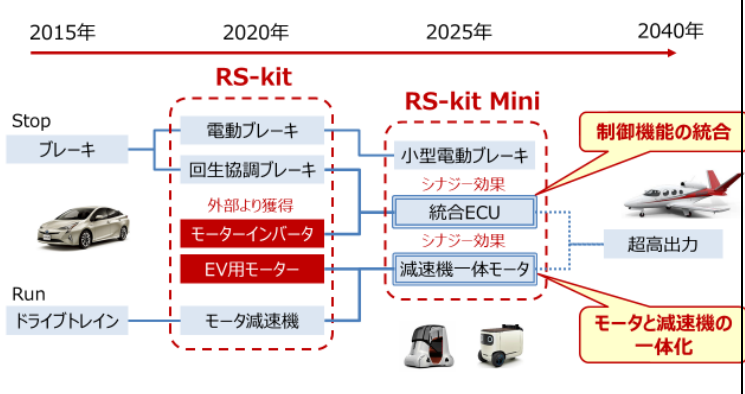 2015年
2020年
2025年
2040年
RS-kit
RS-kit Mini
Stop
ブレーキ
電動ブレーキ
回生協調ブレーキ
外部より獲得
モーターインバータ
EV用モーター
Run
ドライブトレイン
モータ減速機
小型電動ブレーキ
シナジー効果
統合ECU
シナジー効果
減速機一体モータ
制御機能の統合
超高出力
モータと減速機の
一体化